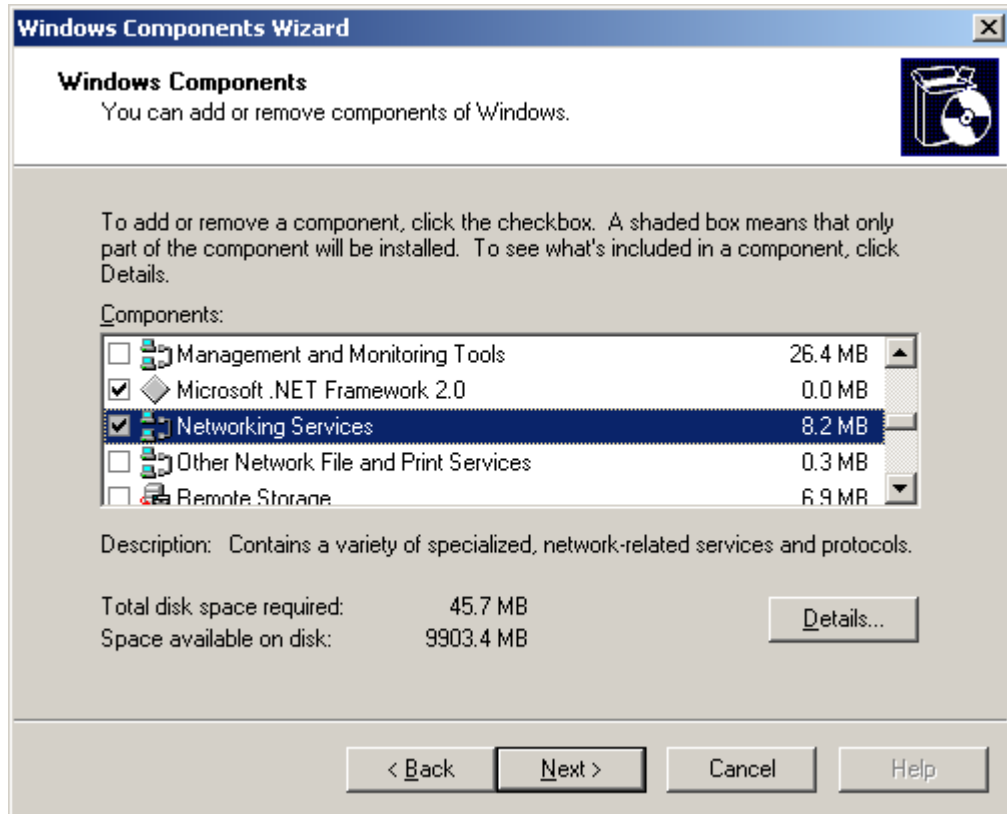 Windows Components Wizard
Windows Components
You can add or remove components of Windows.
To add or remove a component, click the checkbox. A shaded box means that only
part of the component will be installed. To see what's included in a component, click
Details.
Components:
Management and Monitoring Tools 26.4 MB
Microsoft .NET Framework 2.0 0.0 MB
Networking Services 8.2 MB
Other Network File and Print Services 0.3 MB
Remote Storage 6.9 MB
Description: Contains a variety of specialized, network-related services and protocols.
Total disk space required: 45.7 MB
Space available on disk: 9903.4 MB
Details...
< Back Next > Cancel Help